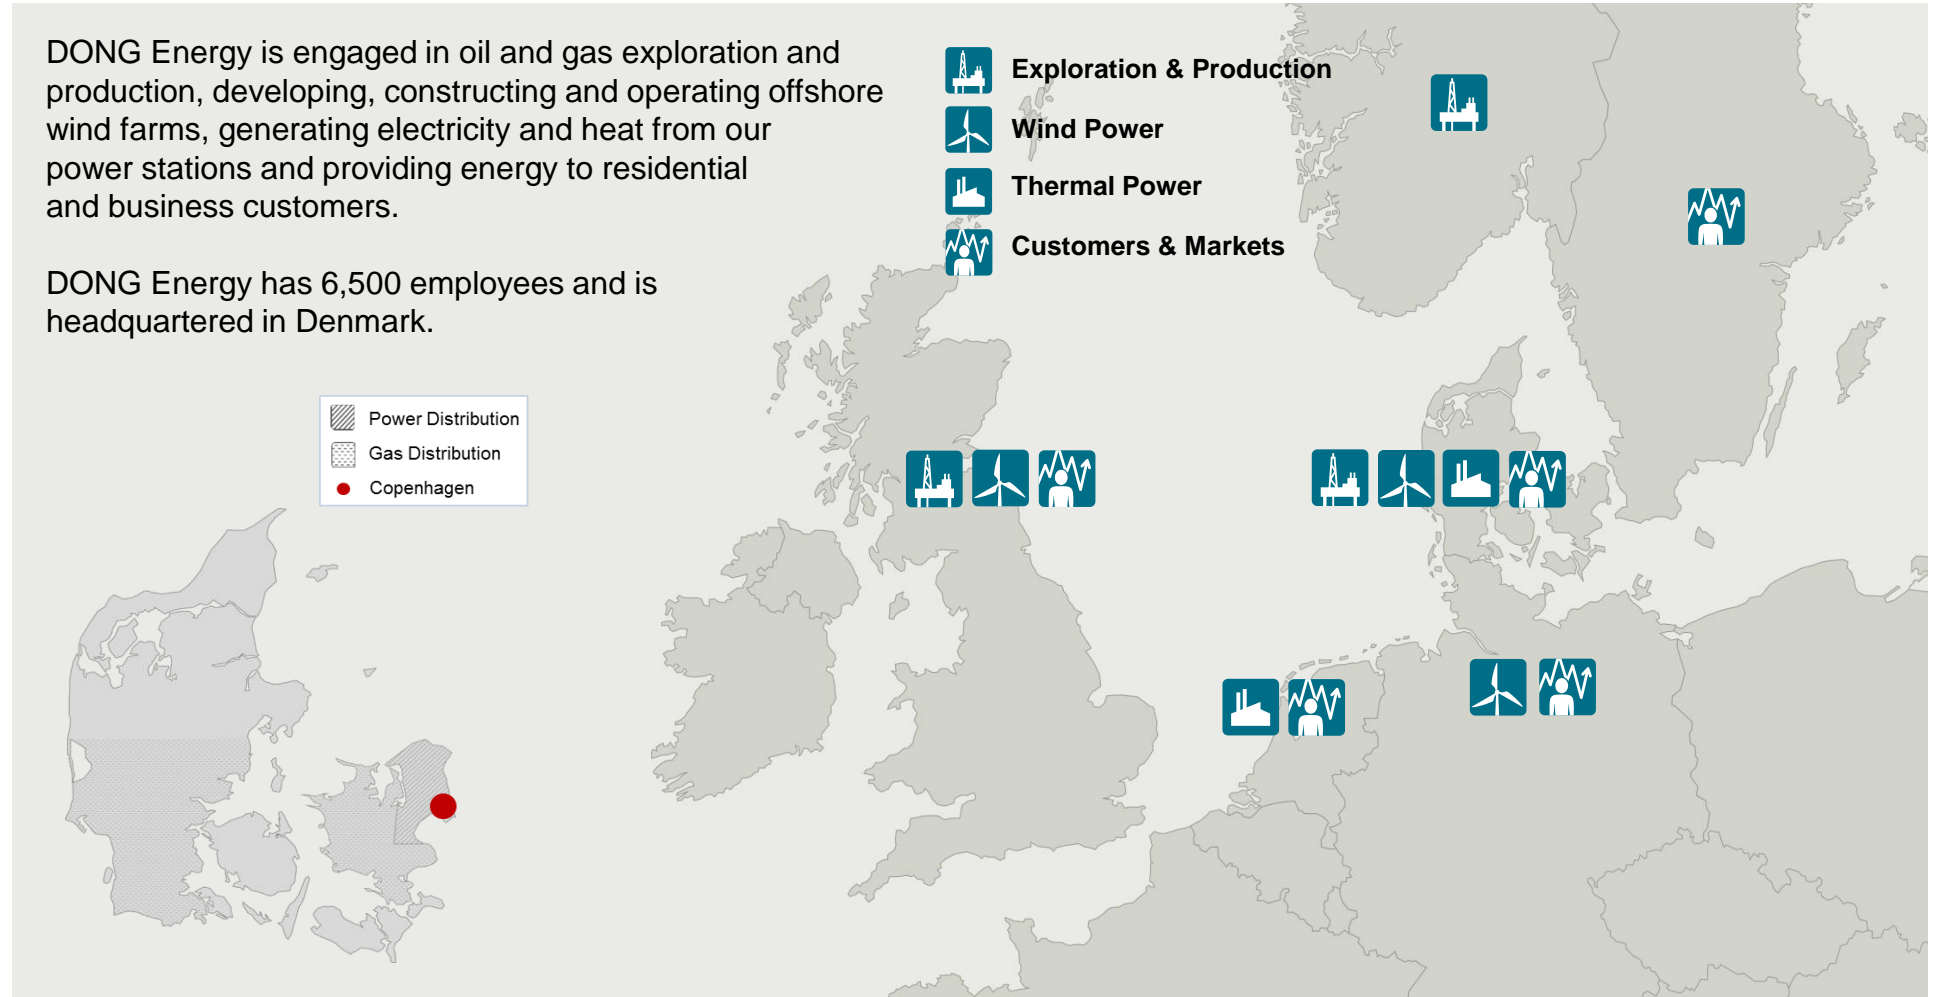 DONG Energy is engaged in oil and gas exploration and
production, developing, constructing and operating offshore
wind farms, generating electricity and heat from our
power stations and providing energy to residential
and business customers.
DONG Energy has 6,500 employees and is
headquartered in Denmark.
Exploration & Production
Wind Power
Thermal Power
Customers & Markets
Power Distribution
Gas Distribution
Copenhagen